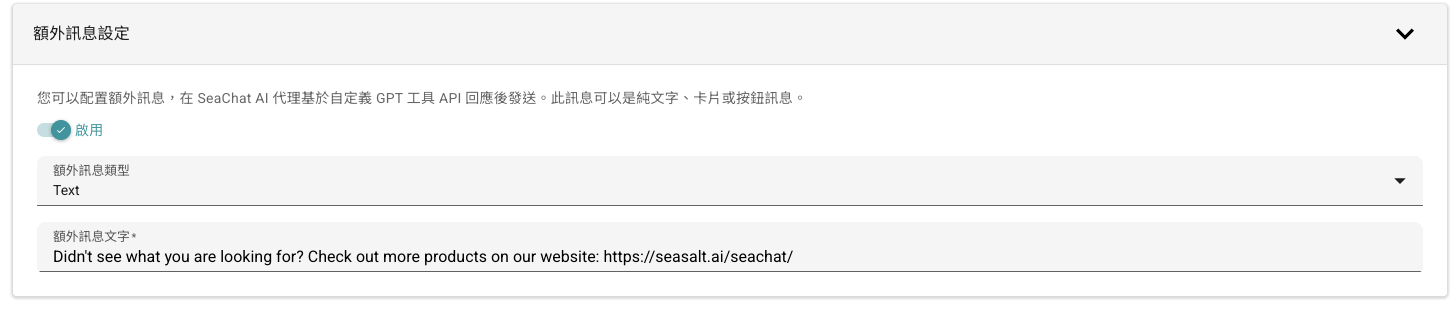 額外訊息設定
您可以配置額外訊息，在 SeaChat AI 代理基於自定義 GPT 工具 API 回應後發送。此訊息可以是純文字、卡片或按鈕訊息。
啟用
額外訊息類型
Text
額外訊息文字*
Didn't see what you are looking for? Check out more products on our website: https://seasalt.ai/seachat/